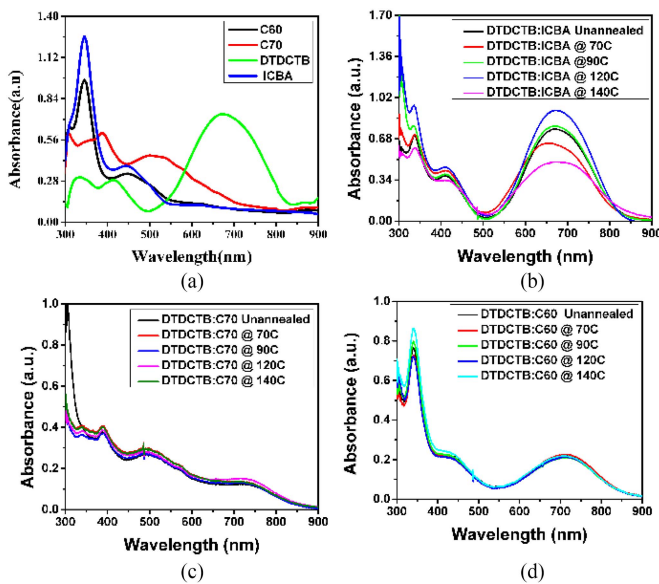 1.40
1.12
0.84
0.56
0.28
0.00
Absorbance(a.u)
C60
C70
DTDCTB
ICBA
300 400 500 600 700 800 900
Wavelength(nm)
(a)
1.70
1.36
1.02
0.68
0.34
0.00
Absorbance (a.u.)
DTDCTB:ICBA Unannealed
DTDCTB:ICBA @ 70C
DTDCTB:ICBA @90C
DTDCTB:ICBA @ 120C
DTDCTB:ICBA @ 140C
300 400 500 600 700 800 900
Wavelength (nm)
(b)
1.0
0.8
0.6
0.4
0.2
0.0
Absorbance (a.u.)
DTDCTB:C70 Unannealed
DTDCTB:C70 @ 70C
DTDCTB:C70 @ 90C
DTDCTB:C70 @ 120C
DTDCTB:C70 @ 140C
300 400 500 600 700 800 900
Wavelength (nm)
(c)
1.0
0.8
0.6
0.4
0.2
0.0
Absorbance (a.u.)
DTDCTB:C60 Unannealed
DTDCTB:C60 @ 70C
DTDCTB:C60 @ 90C
DTDCTB:C60 @ 120C
DTDCTB:C60 @ 140C
300 400 500 600 700 800 900
Wavelength (nm)
(d)